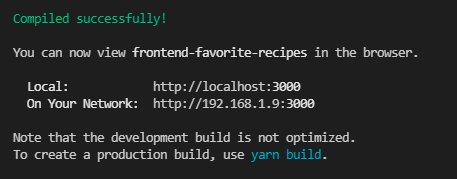 Compiled successfully!
You can now view frontend-favorite-recipes in the browser.
Local: http://localhost:3000
On Your Network: http://192.168.1.9:3000
Note that the development build is not optimized.
To create a production build, use yarn build.